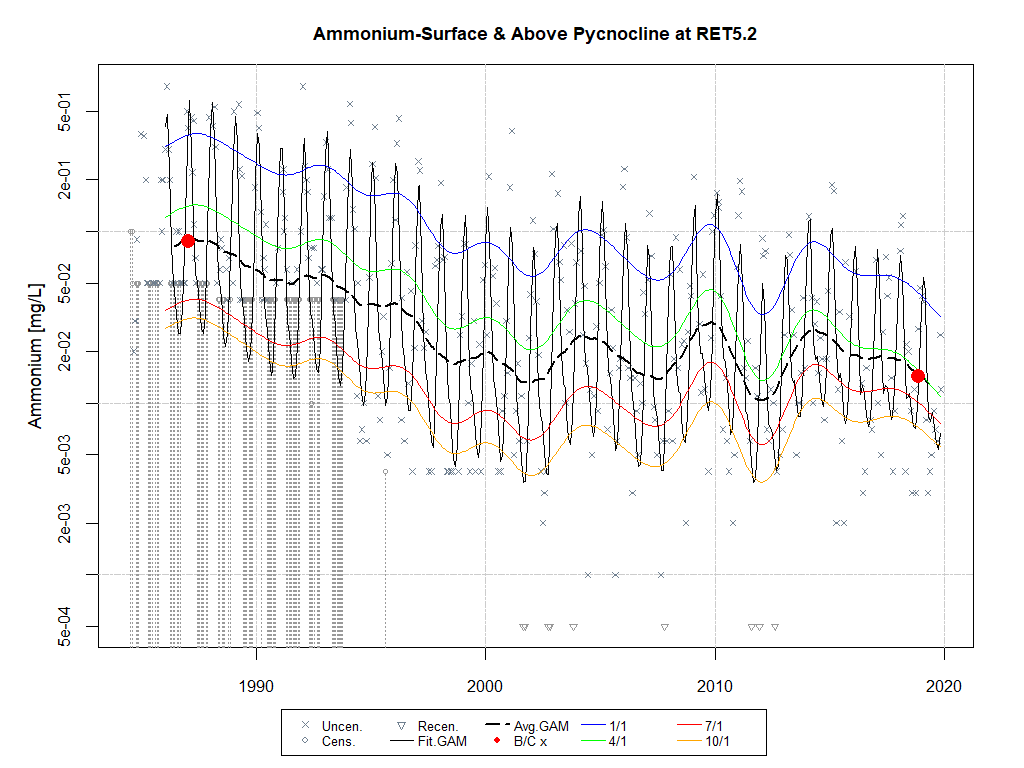 Ammonium-Surface & Above Pycnocline at RET5.2
Ammonium [mg/L]
5e-01
2e-01
5e-02
2e-02
5e-03
2e-03
5e-04
1990 2000 2010 2020
Uncen. Recen. Avg.GAM 1/1 7/1
Cens. Fit.GAM B/C x 4/1 10/1